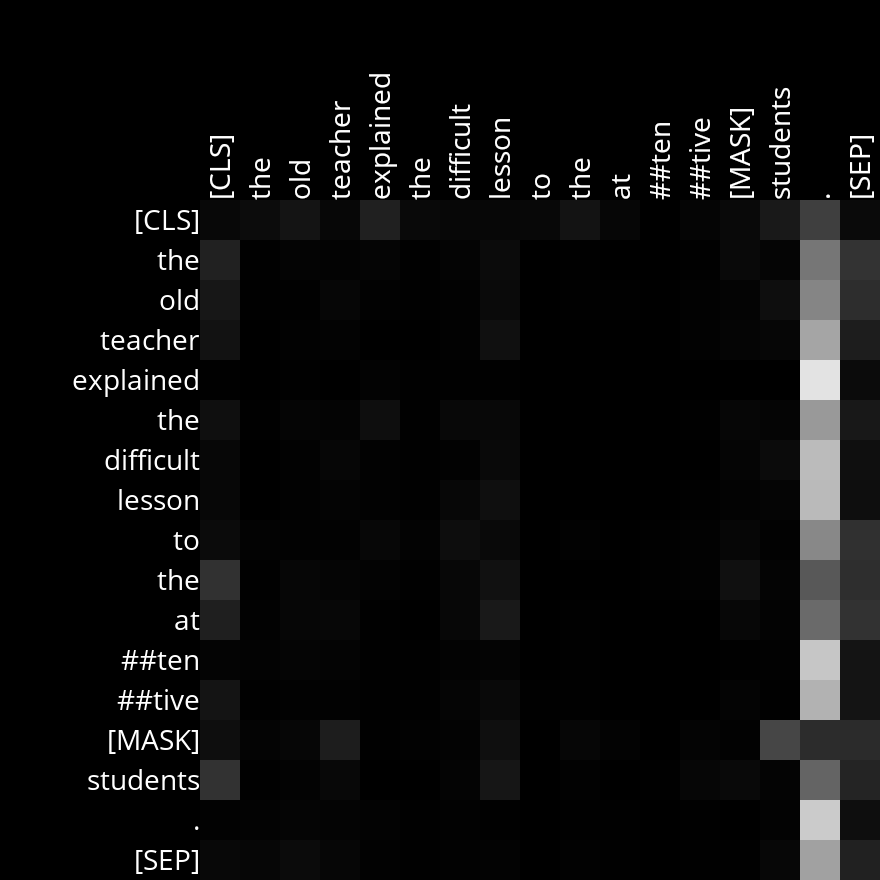 [CLS] the old teacher explained the difficult lesson to the at ##ten ##tive [MASK] students . [SEP]
[CLS]
the
old
teacher
explained
the
difficult
lesson
to
the
at
##ten
##tive
[MASK]
students
.
[SEP]